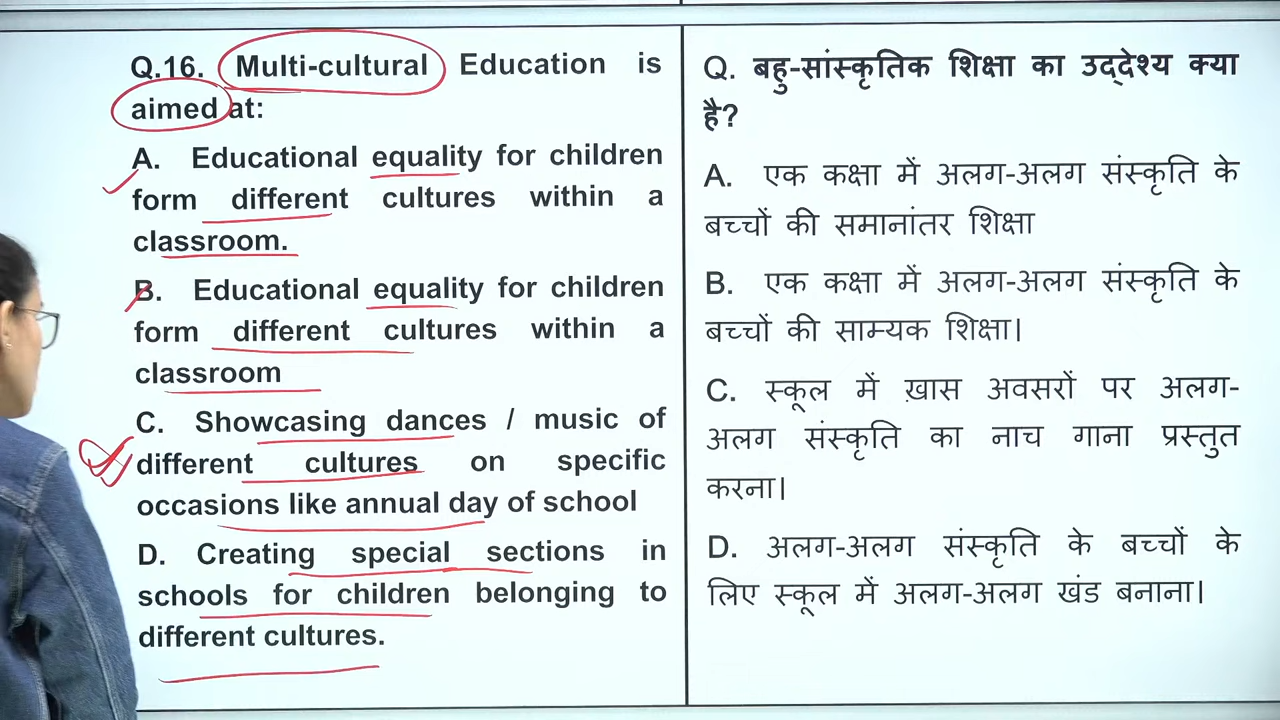 Q.16. Multi-cultural Education is
aimed at:
A. Educational equality for children
form different cultures within a
classroom.
B. Educational equality for children
form different cultures within a
classroom
C. Showcasing dances / music of
different cultures on specific
occasions like annual day of school
D. Creating special sections in
schools for children belonging to
different cultures.
Q. बहु-सांस्कृतिक शिक्षा का उद्देश्य क्या
है?
A. एक कक्षा में अलग-अलग संस्कृति के
बच्चों की समानांतर शिक्षा
B. एक कक्षा में अलग-अलग संस्कृति के
बच्चों की साम्यक शिक्षा।
C. स्कूल में ख़ास अवसरों पर अलग-
अलग संस्कृति का नाच गाना प्रस्तुत
करना।
D. अलग-अलग संस्कृति के बच्चों के
लिए स्कूल में अलग-अलग खंड बनाना।